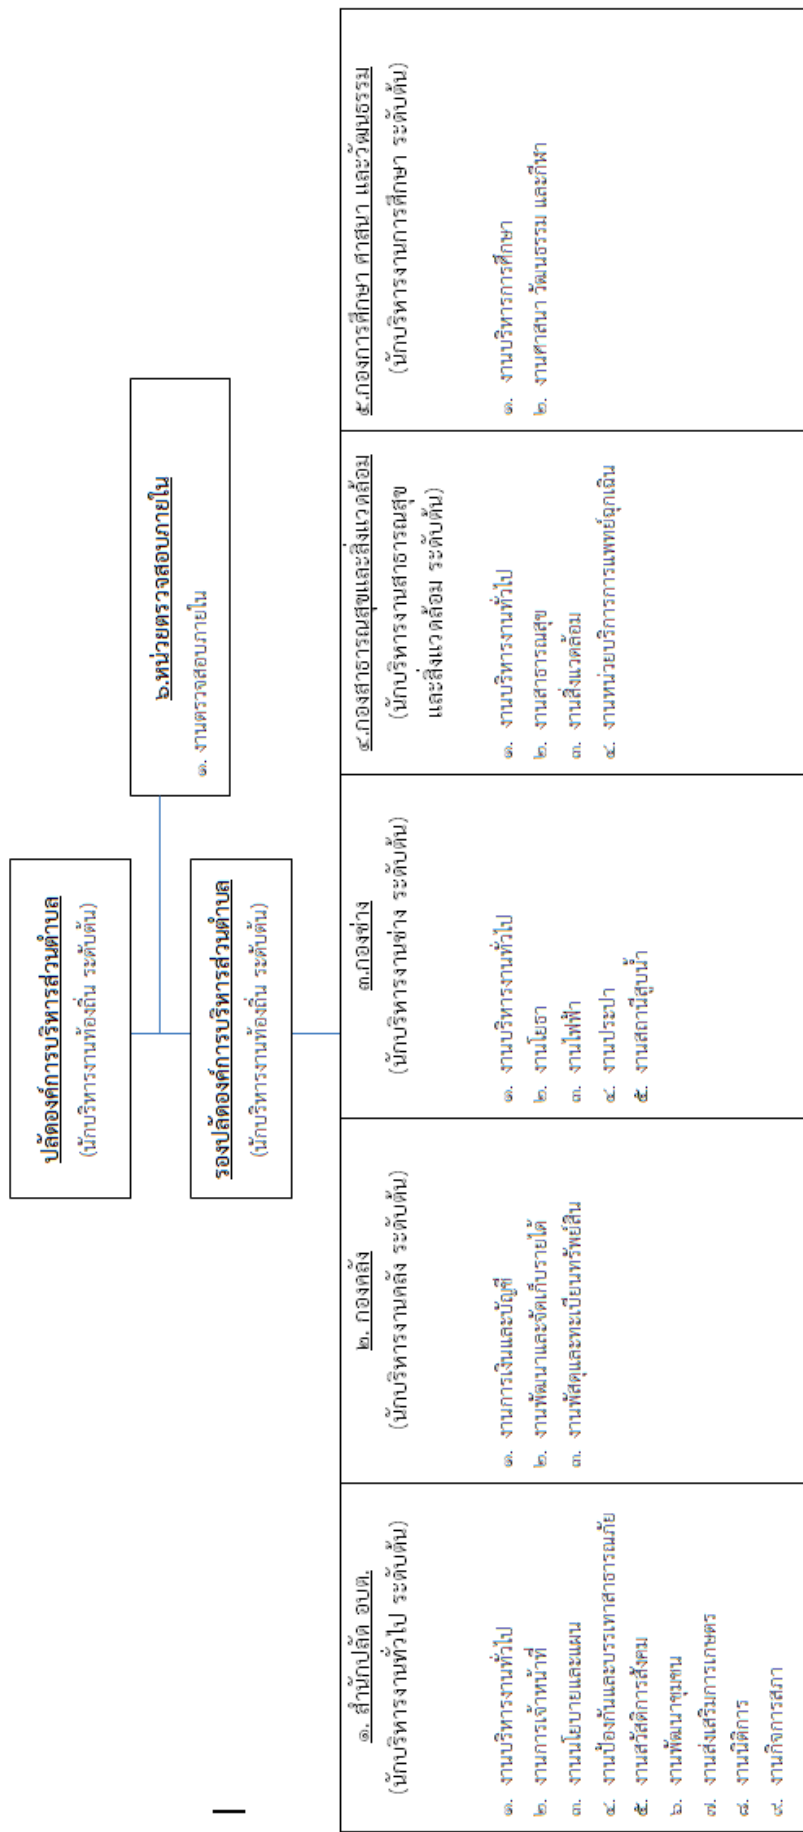 ปลัดองค์การบริหารส่วนตำบล
(นักบริหารงานท้องถิ่น ระดับต้น)
๖.หน่วยตรวจสอบภายใน
๑. งานตรวจสอบภายใน
รองปลัดองค์การบริหารส่วนตำบล
(นักบริหารงานท้องถิ่น ระดับต้น)
๑. สำนักปลัด อบต.
(นักบริหารงานทั่วไป ระดับต้น)
๑. งานบริหารงานทั่วไป
๒. งานการเจ้าหน้าที่
๓. งานนโยบายและแผน
๔. งานป้องกันและบรรเทาสาธารณภัย
๕. งานสวัสดิการสังคม
๖. งานพัฒนาชุมชน
๗. งานส่งเสริมการเกษตร
๘. งานนิติการ
๙. งานกิจการสภา
๒. กองคลัง
(นักบริหารงานคลัง ระดับต้น)
๑. งานการเงินและบัญชี
๒. งานพัฒนาและจัดเก็บรายได้
๓. งานพัสดุและทะเบียนทรัพย์สิน
๓.กองช่าง
(นักบริหารงานช่าง ระดับต้น)
๑. งานบริหารงานทั่วไป
๒. งานโยธา
๓. งานไฟฟ้า
๔. งานประปา
๕. งานสถานีสูบน้ำ
๔.กองสาธารณสุขและสิ่งแวดล้อม
(นักบริหารงานสาธารณสุข
และสิ่งแวดล้อม ระดับต้น)
๑. งานบริหารงานทั่วไป
๒. งานสาธารณสุข
๓. งานสิ่งแวดล้อม
๔. งานหน่วยบริการการแพทย์ฉุกเฉิน
๕.กองการศึกษา ศาสนา และวัฒนธรรม
(นักบริหารงานการศึกษา ระดับต้น)
๑. งานบริหารการศึกษา
๒. งานศาสนา วัฒนธรรม และกีฬา